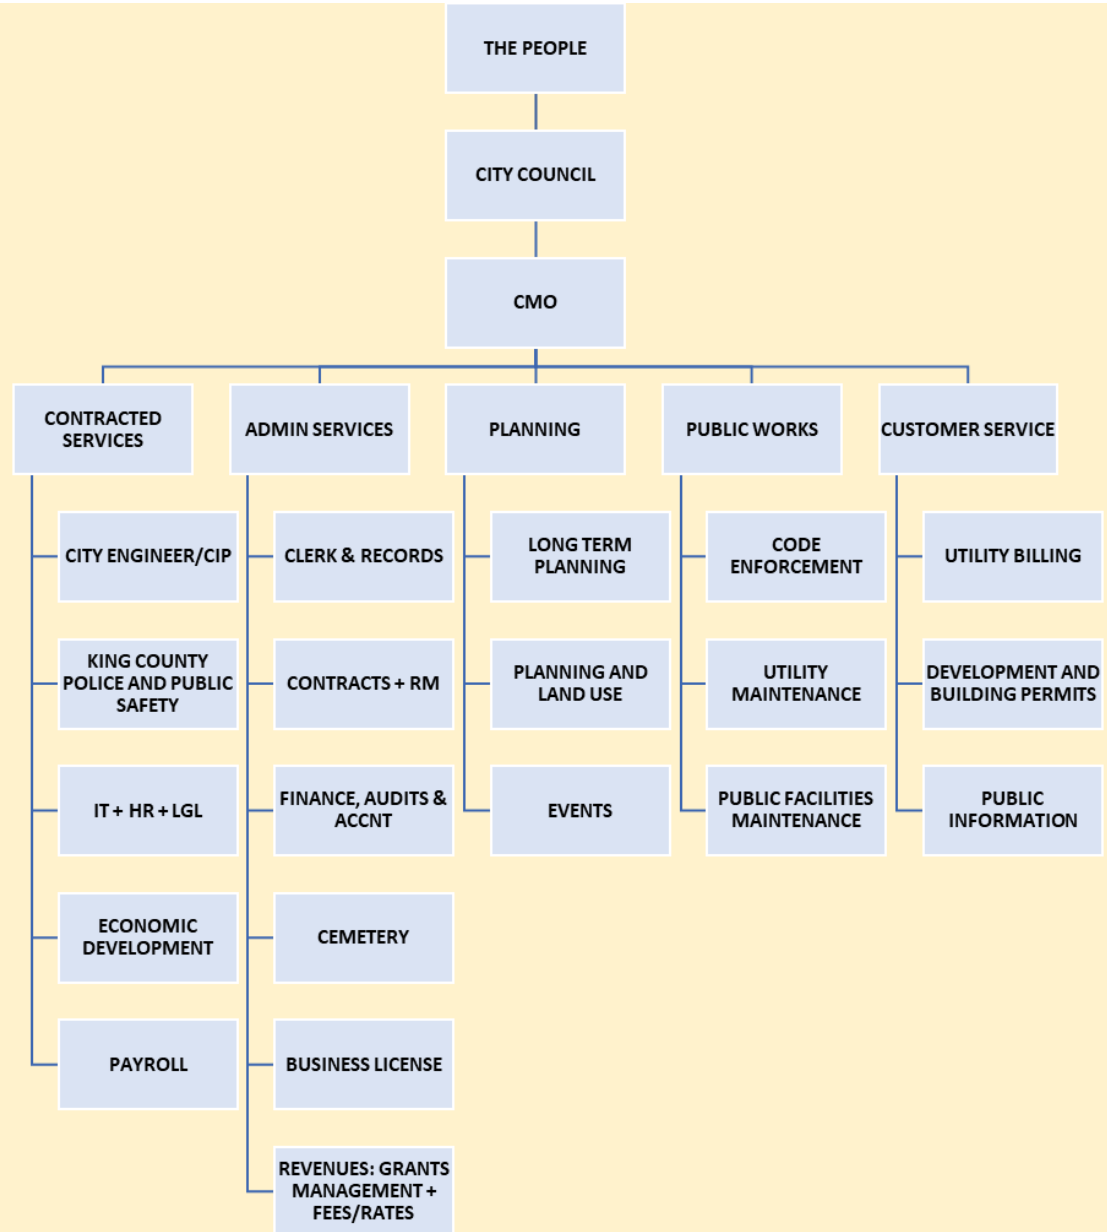 THE PEOPLE
CITY COUNCIL
CMO
CONTRACTED
SERVICES
ADMIN SERVICES
PLANNING
PUBLIC WORKS
CUSTOMER SERVICE
CITY ENGINEER/CIP
KING COUNTY
POLICE AND PUBLIC
SAFETY
IT + HR + LGL
ECONOMIC
DEVELOPMENT
PAYROLL
CLERK & RECORDS
CONTRACTS + RM
FINANCE, AUDITS &
ACCNT
CEMETERY
BUSINESS LICENSE
REVENUES: GRANTS
MANAGEMENT +
FEES/RATES
LONG TERM
PLANNING
PLANNING AND
LAND USE
EVENTS
CODE
ENFORCEMENT
UTILITY
MAINTENANCE
PUBLIC FACILITIES
MAINTENANCE
UTILITY BILLING
DEVELOPMENT AND
BUILDING PERMITS
PUBLIC
INFORMATION